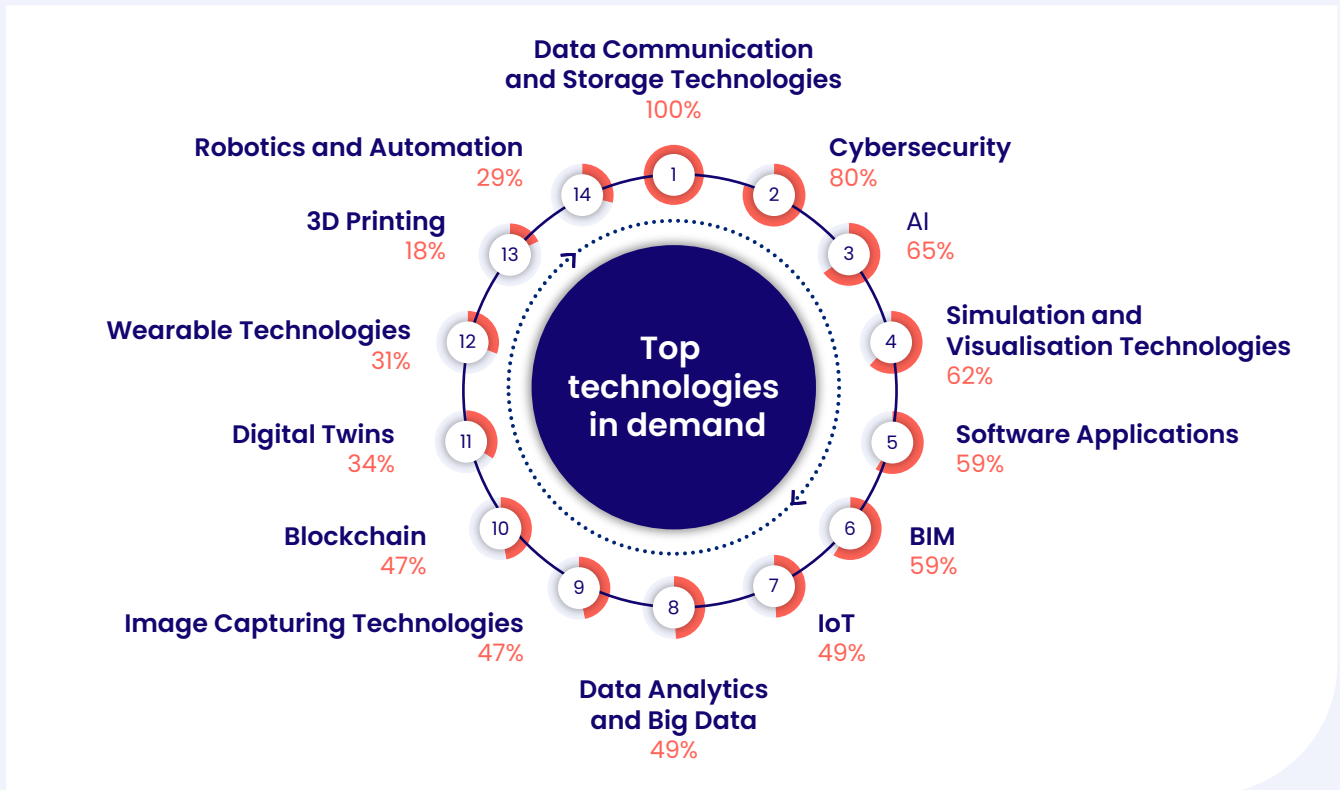 Data Communication
and Storage Technologies
100%
1
Cybersecurity
80%
2
AI
65%
3
Simulation and
Visualisation Technologies
62%
4
Software Applications
59%
5
BIM
59%
6
IoT
49%
7
Data Analytics
and Big Data
49%
8
Image Capturing Technologies
47%
9
Blockchain
47%
10
Digital Twins
34%
11
Wearable Technologies
31%
12
3D Printing
18%
13
Robotics and Automation
29%
14
Top
technologies
in demand